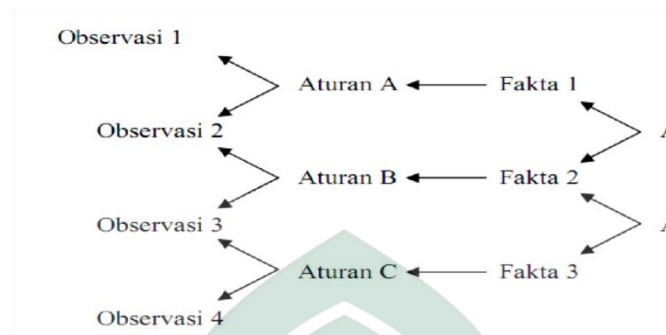 Observasi 1
Aturan A Fakta 1
Observasi 2
Aturan B Fakta 2
Observasi 3
Aturan C Fakta 3
Observasi 4